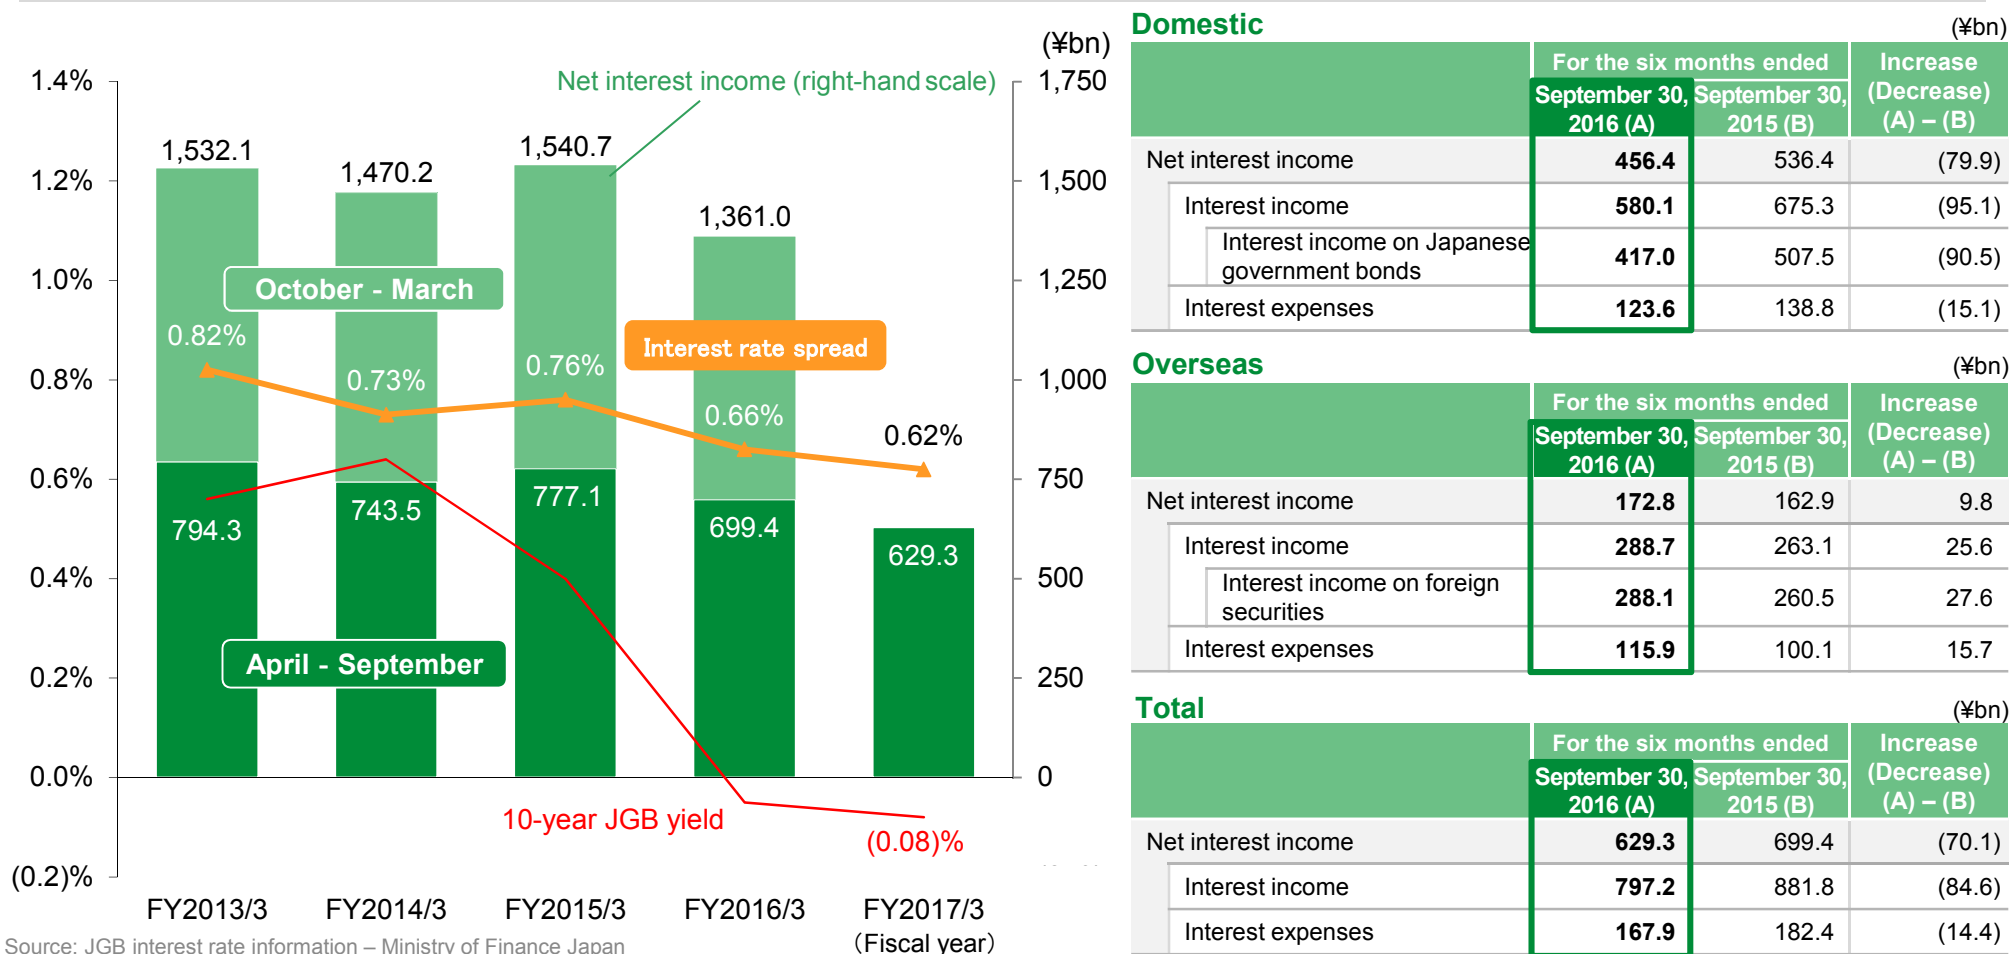 (¥bn)
1.4%
1.2%
1.0%
0.8%
0.6%
0.4%
0.2%
0.0%
(0.2)%
1,750
1,500
1,250
1,000
750
500
250
0
Net interest income (right-hand scale)
1,532.1
1,470.2
1,540.7
1,361.0
October - March
Interest rate spread
0.82%
0.73%
0.76%
0.66%
0.62%
794.3
743.5
777.1
699.4
629.3
April - September
10-year JGB yield
(0.08)%
FY2013/3
FY2014/3
FY2015/3
FY2016/3
FY2017/3
(Fiscal year)
Source: JGB interest rate information – Ministry of Finance Japan
Domestic (¥bn)
For the six months ended
September 30, 2016 (A)
September 30, 2015 (B)
Increase (Decrease) (A) – (B)
Net interest income 456.4 536.4 (79.9)
Interest income 580.1 675.3 (95.1)
Interest income on Japanese
government bonds 417.0 507.5 (90.5)
Interest expenses 123.6 138.8 (15.1)
Overseas (¥bn)
For the six months ended
September 30, 2016 (A)
September 30, 2015 (B)
Increase (Decrease) (A) – (B)
Net interest income 172.8 162.9 9.8
Interest income 288.7 263.1 25.6
Interest income on foreign
securities 288.1 260.5 27.6
Interest expenses 115.9 100.1 15.7
Total (¥bn)
For the six months ended
September 30, 2016 (A)
September 30, 2015 (B)
Increase (Decrease) (A) – (B)
Net interest income 629.3 699.4 (70.1)
Interest income 797.2 881.8 (84.6)
Interest expenses 167.9 182.4 (14.4)